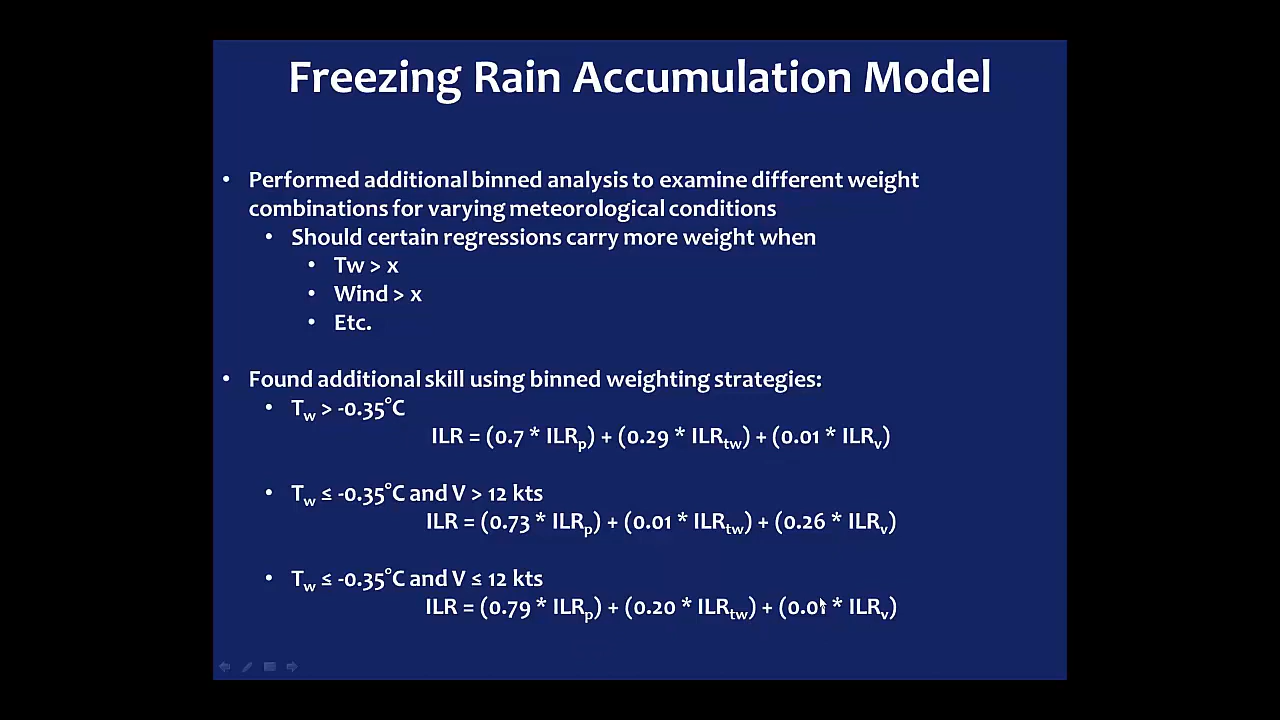 Freezing Rain Accumulation Model
• Performed additional binned analysis to examine different weight
combinations for varying meteorological conditions
• Should certain regressions carry more weight when
• Tw > x
• Wind > x
• Etc.
• Found additional skill using binned weighting strategies:
• Tw > -0.35°C
ILR = (0.7 * ILRp) + (0.29 * ILRtw) + (0.01 * ILRv)
• Tw ≤ -0.35°C and V > 12 kts
ILR = (0.73 * ILRp) + (0.01 * ILRtw) + (0.26 * ILRv)
• Tw ≤ -0.35°C and V ≤ 12 kts
ILR = (0.79 * ILRp) + (0.20 * ILRtw) + (0.01 * ILRv)